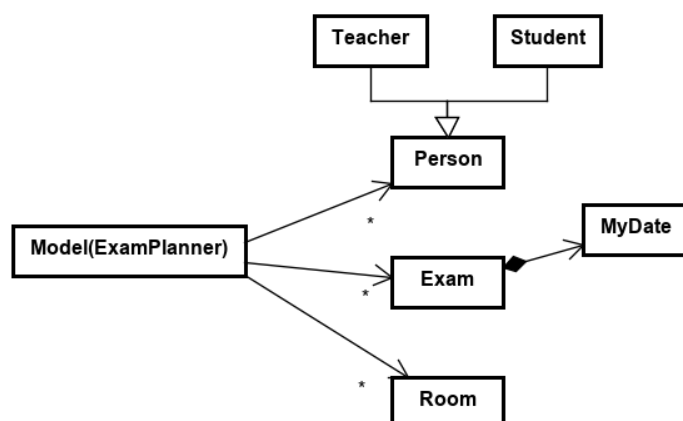 Teacher
Student
Person
MyDate
Model(ExamPlanner)
*
Exam
*
*
Room